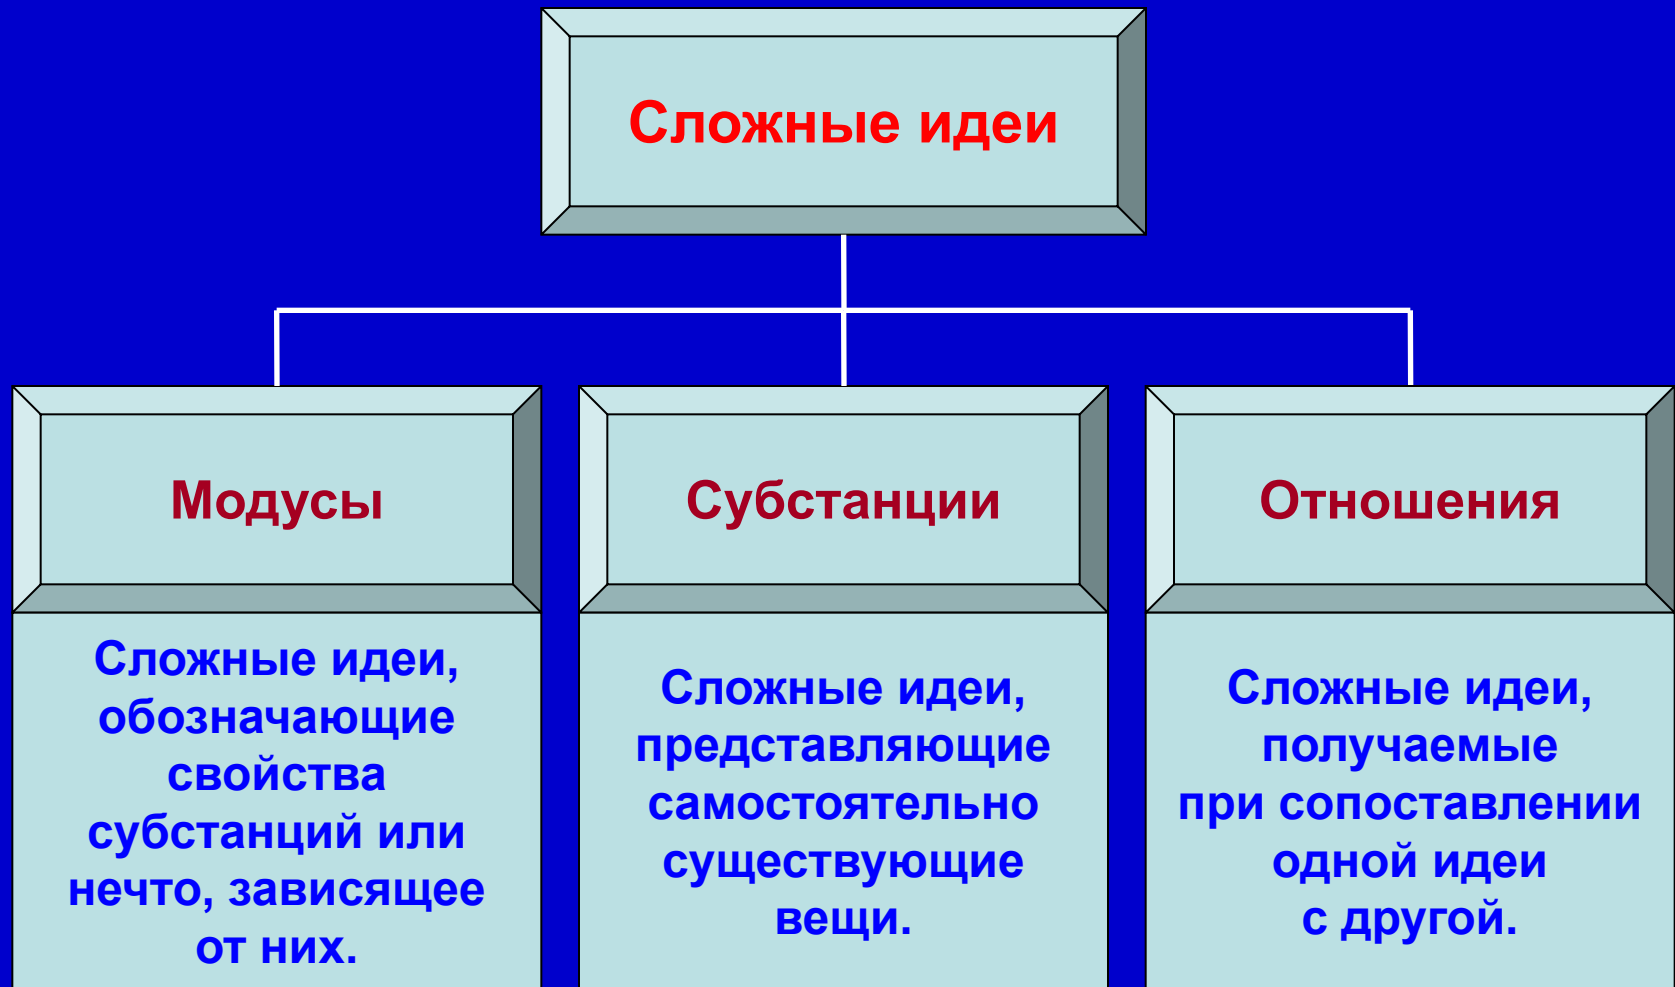 Сложные идеи
Модусы
Сложные идеи,
обозначающие
свойства
субстанций или
нечто, зависящее
от них.
Субстанции
Сложные идеи,
представляющие
самостоятельно
существующие
вещи.
Отношения
Сложные идеи,
получаемые
при сопоставлении
одной идеи
с другой.